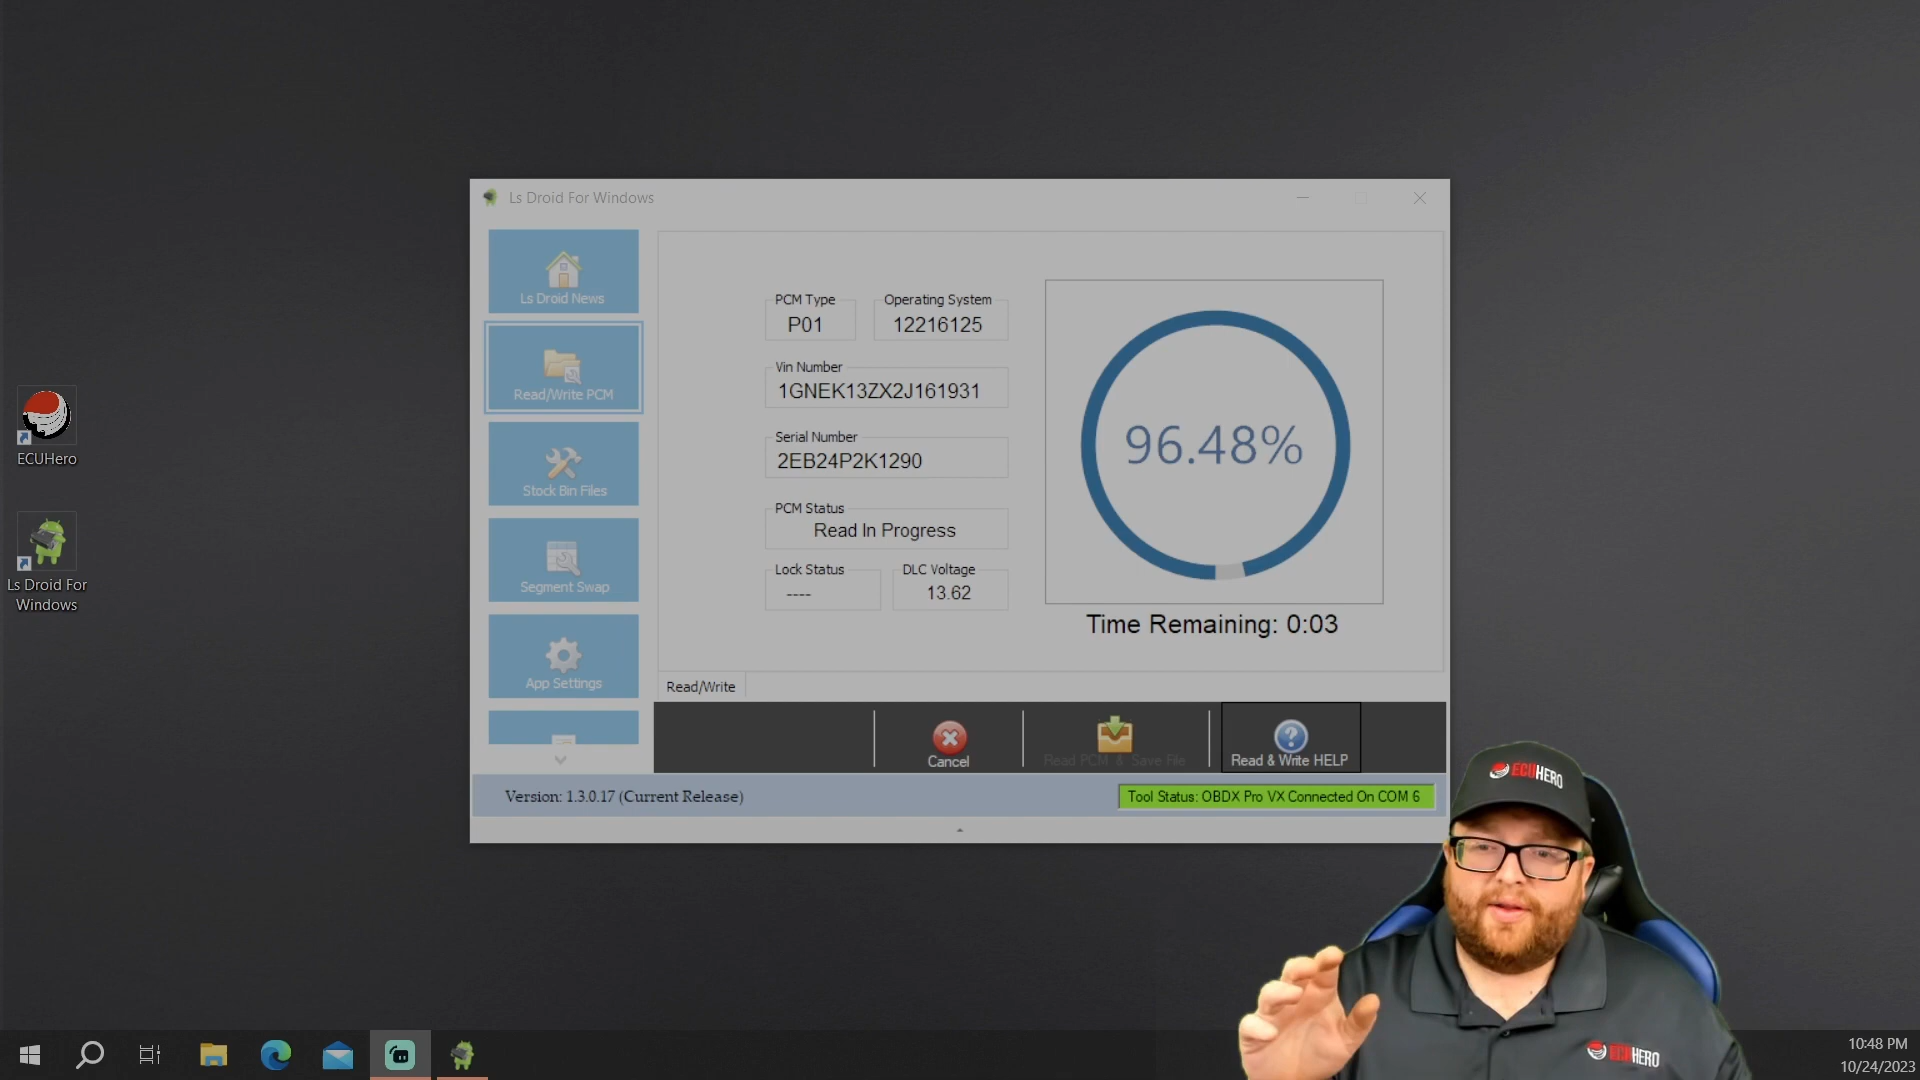 Ls Droid For Windows
Ls Droid News
Read/Write PCM
Stock Bin Files
Segment Swap
App Settings
PCM Type
P01
Operating System
12216125
Vin Number
1GNEK13ZX2J161931
Serial Number
2EB24P2K1290
PCM Status
Read In Progress
Lock Status
----
DLC Voltage
13.62
96.48%
Time Remaining: 0:03
Read/Write
Cancel
Read PCM & Save File
Read & Write HELP
Version: 1.3.0.17 (Current Release)
Tool Status: OBDX Pro VX Connected On COM 6
ECUHero
Ls Droid For
Windows
ECUHERO
ECUHERO
10:48 PM
10/24/2023